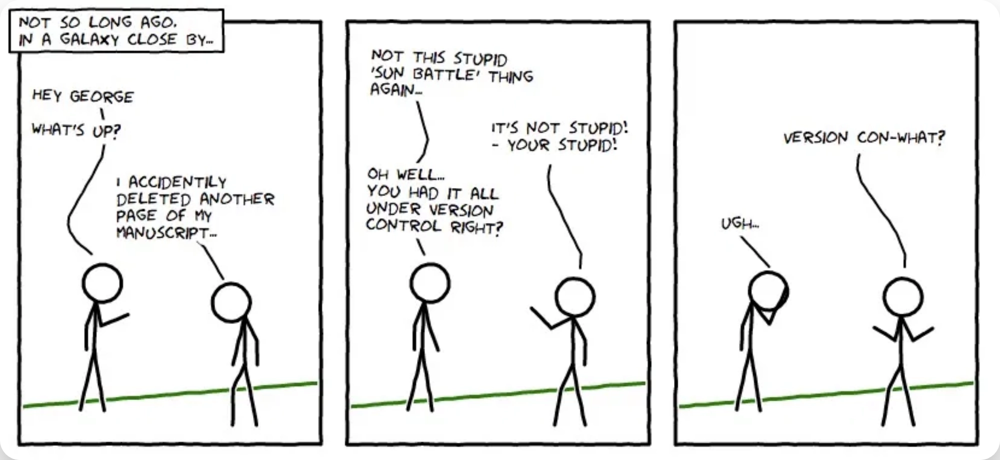 NOT SO LONG AGO.
IN A GALAXY CLOSE BY...
HEY GEORGE
WHAT'S UP?
I ACCIDENTILY
DELETED ANOTHER
PAGE OF MY
MANUSCRIPT...
NOT THIS STUPID
'SUN BATTLE' THING
AGAIN...
IT'S NOT STUPID!
- YOUR STUPID!
OH WELL...
YOU HAD IT ALL
UNDER VERSION
CONTROL RIGHT?
VERSION CON-WHAT?
UGH...